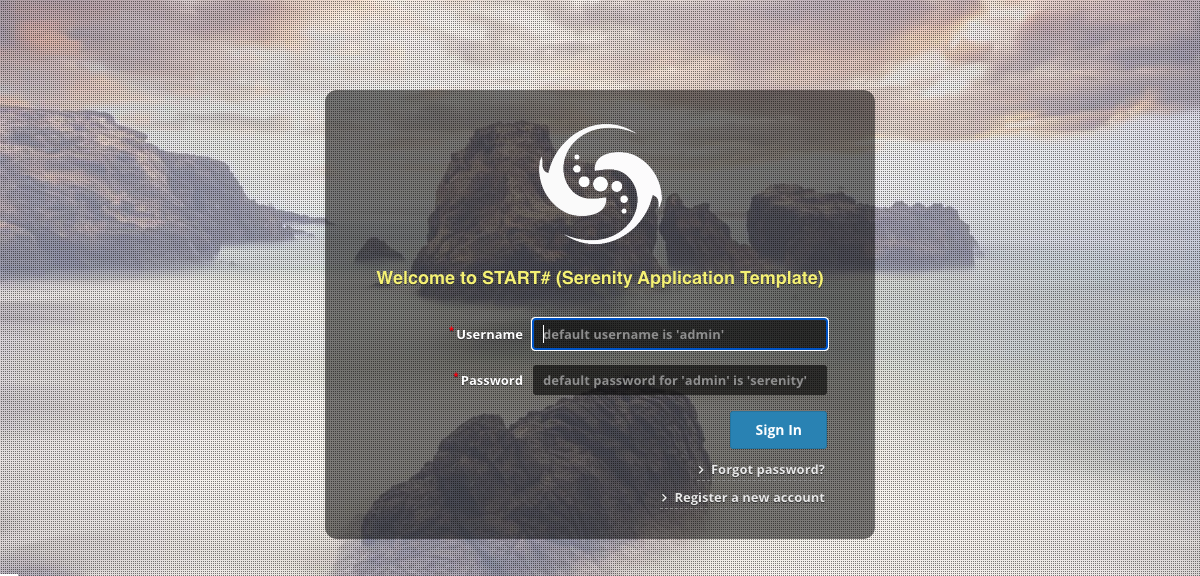 Welcome to START# (Serenity Application Template)
*Username
default username is 'admin'
*Password
default password for 'admin' is 'serenity'
Sign In
> Forgot password?
> Register a new account